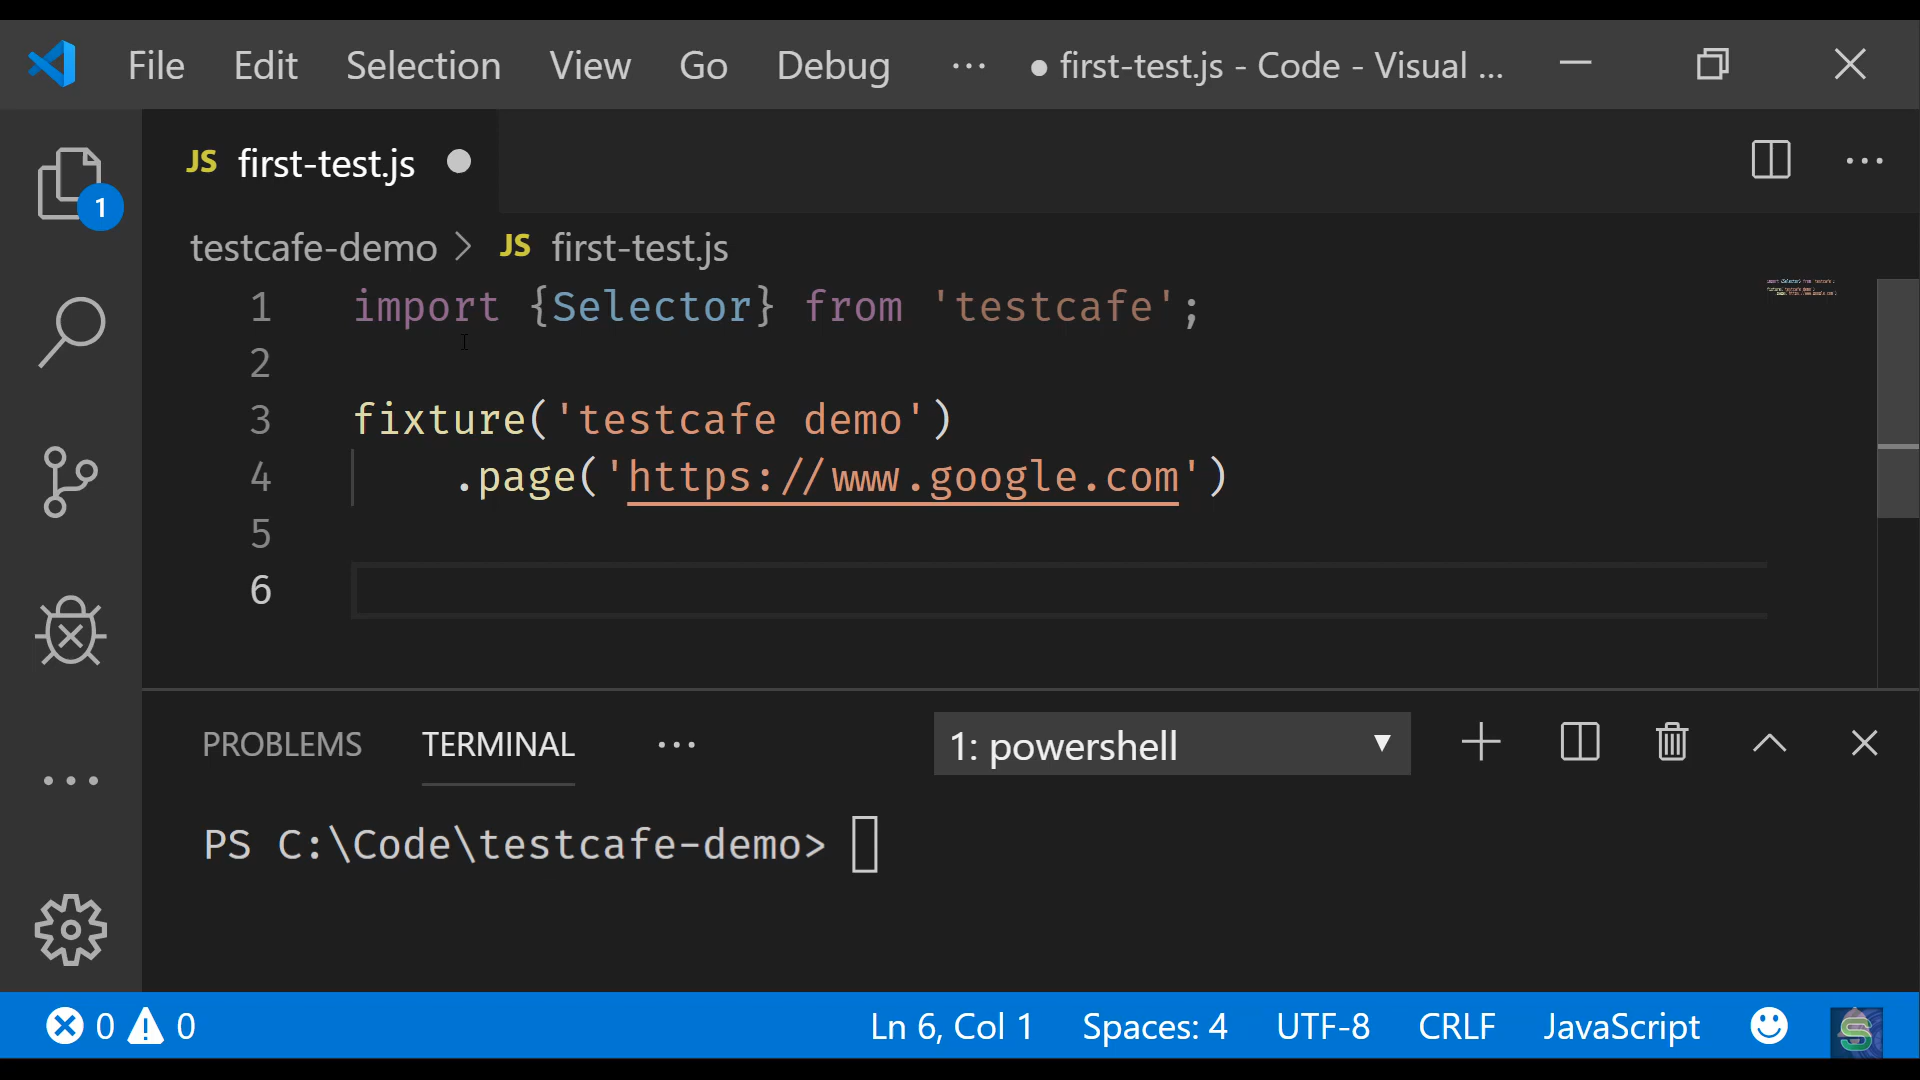 File Edit Selection View Go Debug ··· ● first-test.js - Code - Visual ...
1
JS first-test.js ●
testcafe-demo > JS first-test.js
1 import {Selector} from 'testcafe';
2
3 fixture('testcafe demo')
4 .page('https://www.google.com')
5
6
PROBLEMS TERMINAL ··· 1: powershell
PS C:\Code\testcafe-demo>
0 0 Ln 6, Col 1 Spaces: 4 UTF-8 CRLF JavaScript
S